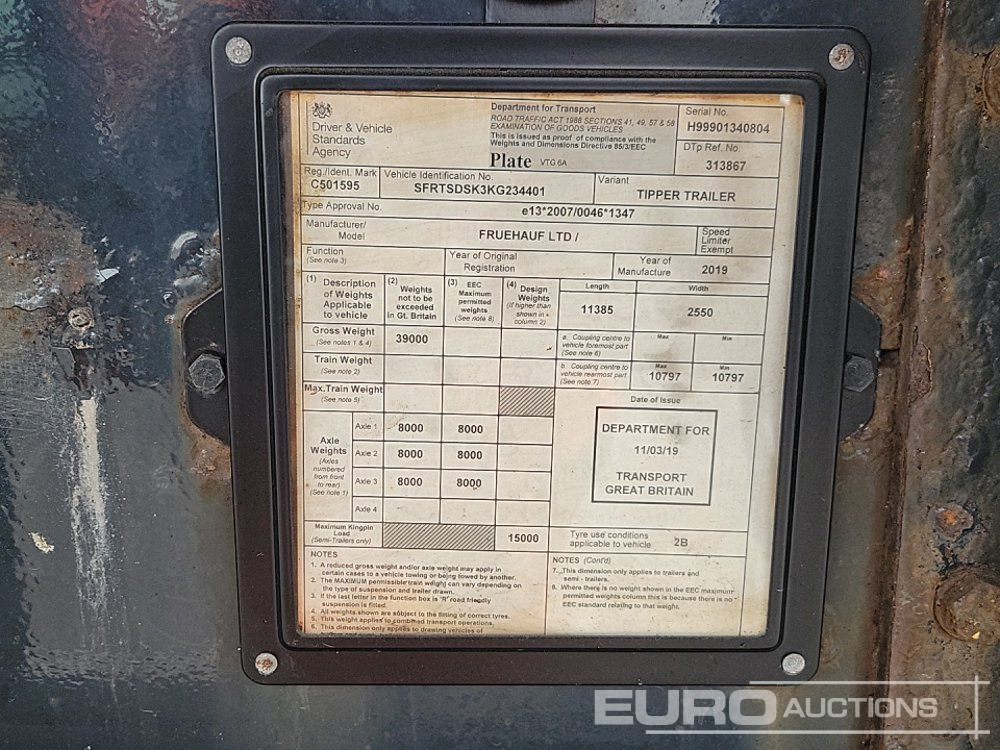 Driver & Vehicle
Standards
Agency
Department for Transport
ROAD TRAFFIC ACT 1988 SECTIONS 41, 49, 57 & 58
EXAMINATION OF GOODS VEHICLES
This is issued as proof of compliance with the
Weights and Dimensions Directive 85/3/EEC
Plate VTG 6A
Serial No.
H99901340804
DTp Ref. No.
313867
Reg./Ident. Mark
C501595
Vehicle Identification No.
SFRTSDSK3KG234401
Variant
TIPPER TRAILER
Type Approval No.
e13*2007/0046*1347
Manufacturer/
Model
FRUEHAUF LTD /
Speed
Limiter
Exempt
Function
(See note 3)
Year of Original
Registration
Year of
Manufacture
2019
(1) Description
of Weights
Applicable
to vehicle
(2) Weights
not to be
exceeded
in Gt. Britain
(3) EEC
Maximum
permitted
weights
(See note 8)
(4) Design
Weights
(if higher than
shown in
column 2)
Length
11385
Width
2550
Gross Weight
(See notes 1 & 4)
39000
a. Coupling centre to
vehicle foremost part
(See note 6)
Max
Min
Train Weight
(See note 2)
b. Coupling centre to
vehicle rearmost part
(See note 7)
Max
10797
Min
10797
Max.Train Weight
(See note 5)
Axle
Weights
(Axles
numbered
from front
to rear)
(See note 1)
Axle 1
8000
8000
Axle 2
8000
8000
Axle 3
8000
8000
Axle 4
Date of Issue
DEPARTMENT FOR
11/03/19
TRANSPORT
GREAT BRITAIN
Maximum Kingpin
Load
(Semi-Trailers only)
15000
Tyre use conditions
applicable to vehicle
2B
NOTES
1. A reduced gross weight and/or axle weight may apply in
certain cases to a vehicle towing or being towed by another.
2. The MAXIMUM permissible train weight can vary depending on
the type of suspension and trailer drawn.
3. If the last letter in the function box is 'R' road friendly
suspension is fitted.
4. All weights shown are subject to the fitting of correct tyres.
5. This weight applies to combined transport operations.
6. This dimension only applies to drawing vehicles of
NOTES (Cont'd)
7. This dimension only applies to trailers and
semi - trailers.
8. Where there is no weight shown in the EEC maximum
permitted weights column this is because there is no
EEC standard relating to that weight.
EURO AUCTIONS